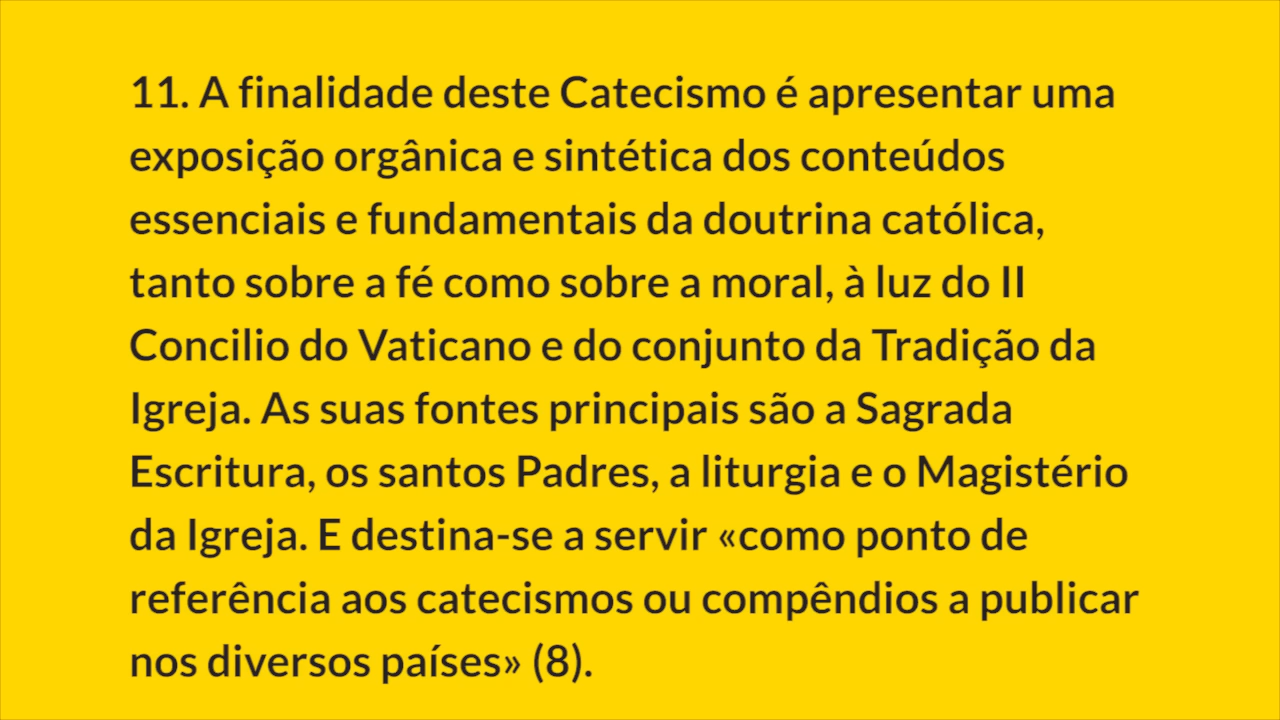 11. A finalidade deste Catecismo é apresentar uma
exposição orgânica e sintética dos conteúdos
essenciais e fundamentais da doutrina católica,
tanto sobre a fé como sobre a moral, à luz do II
Concilio do Vaticano e do conjunto da Tradição da
Igreja. As suas fontes principais são a Sagrada
Escritura, os santos Padres, a liturgia e o Magistério
da Igreja. E destina-se a servir «como ponto de
referência aos catecismos ou compêndios a publicar
nos diversos países» (8).